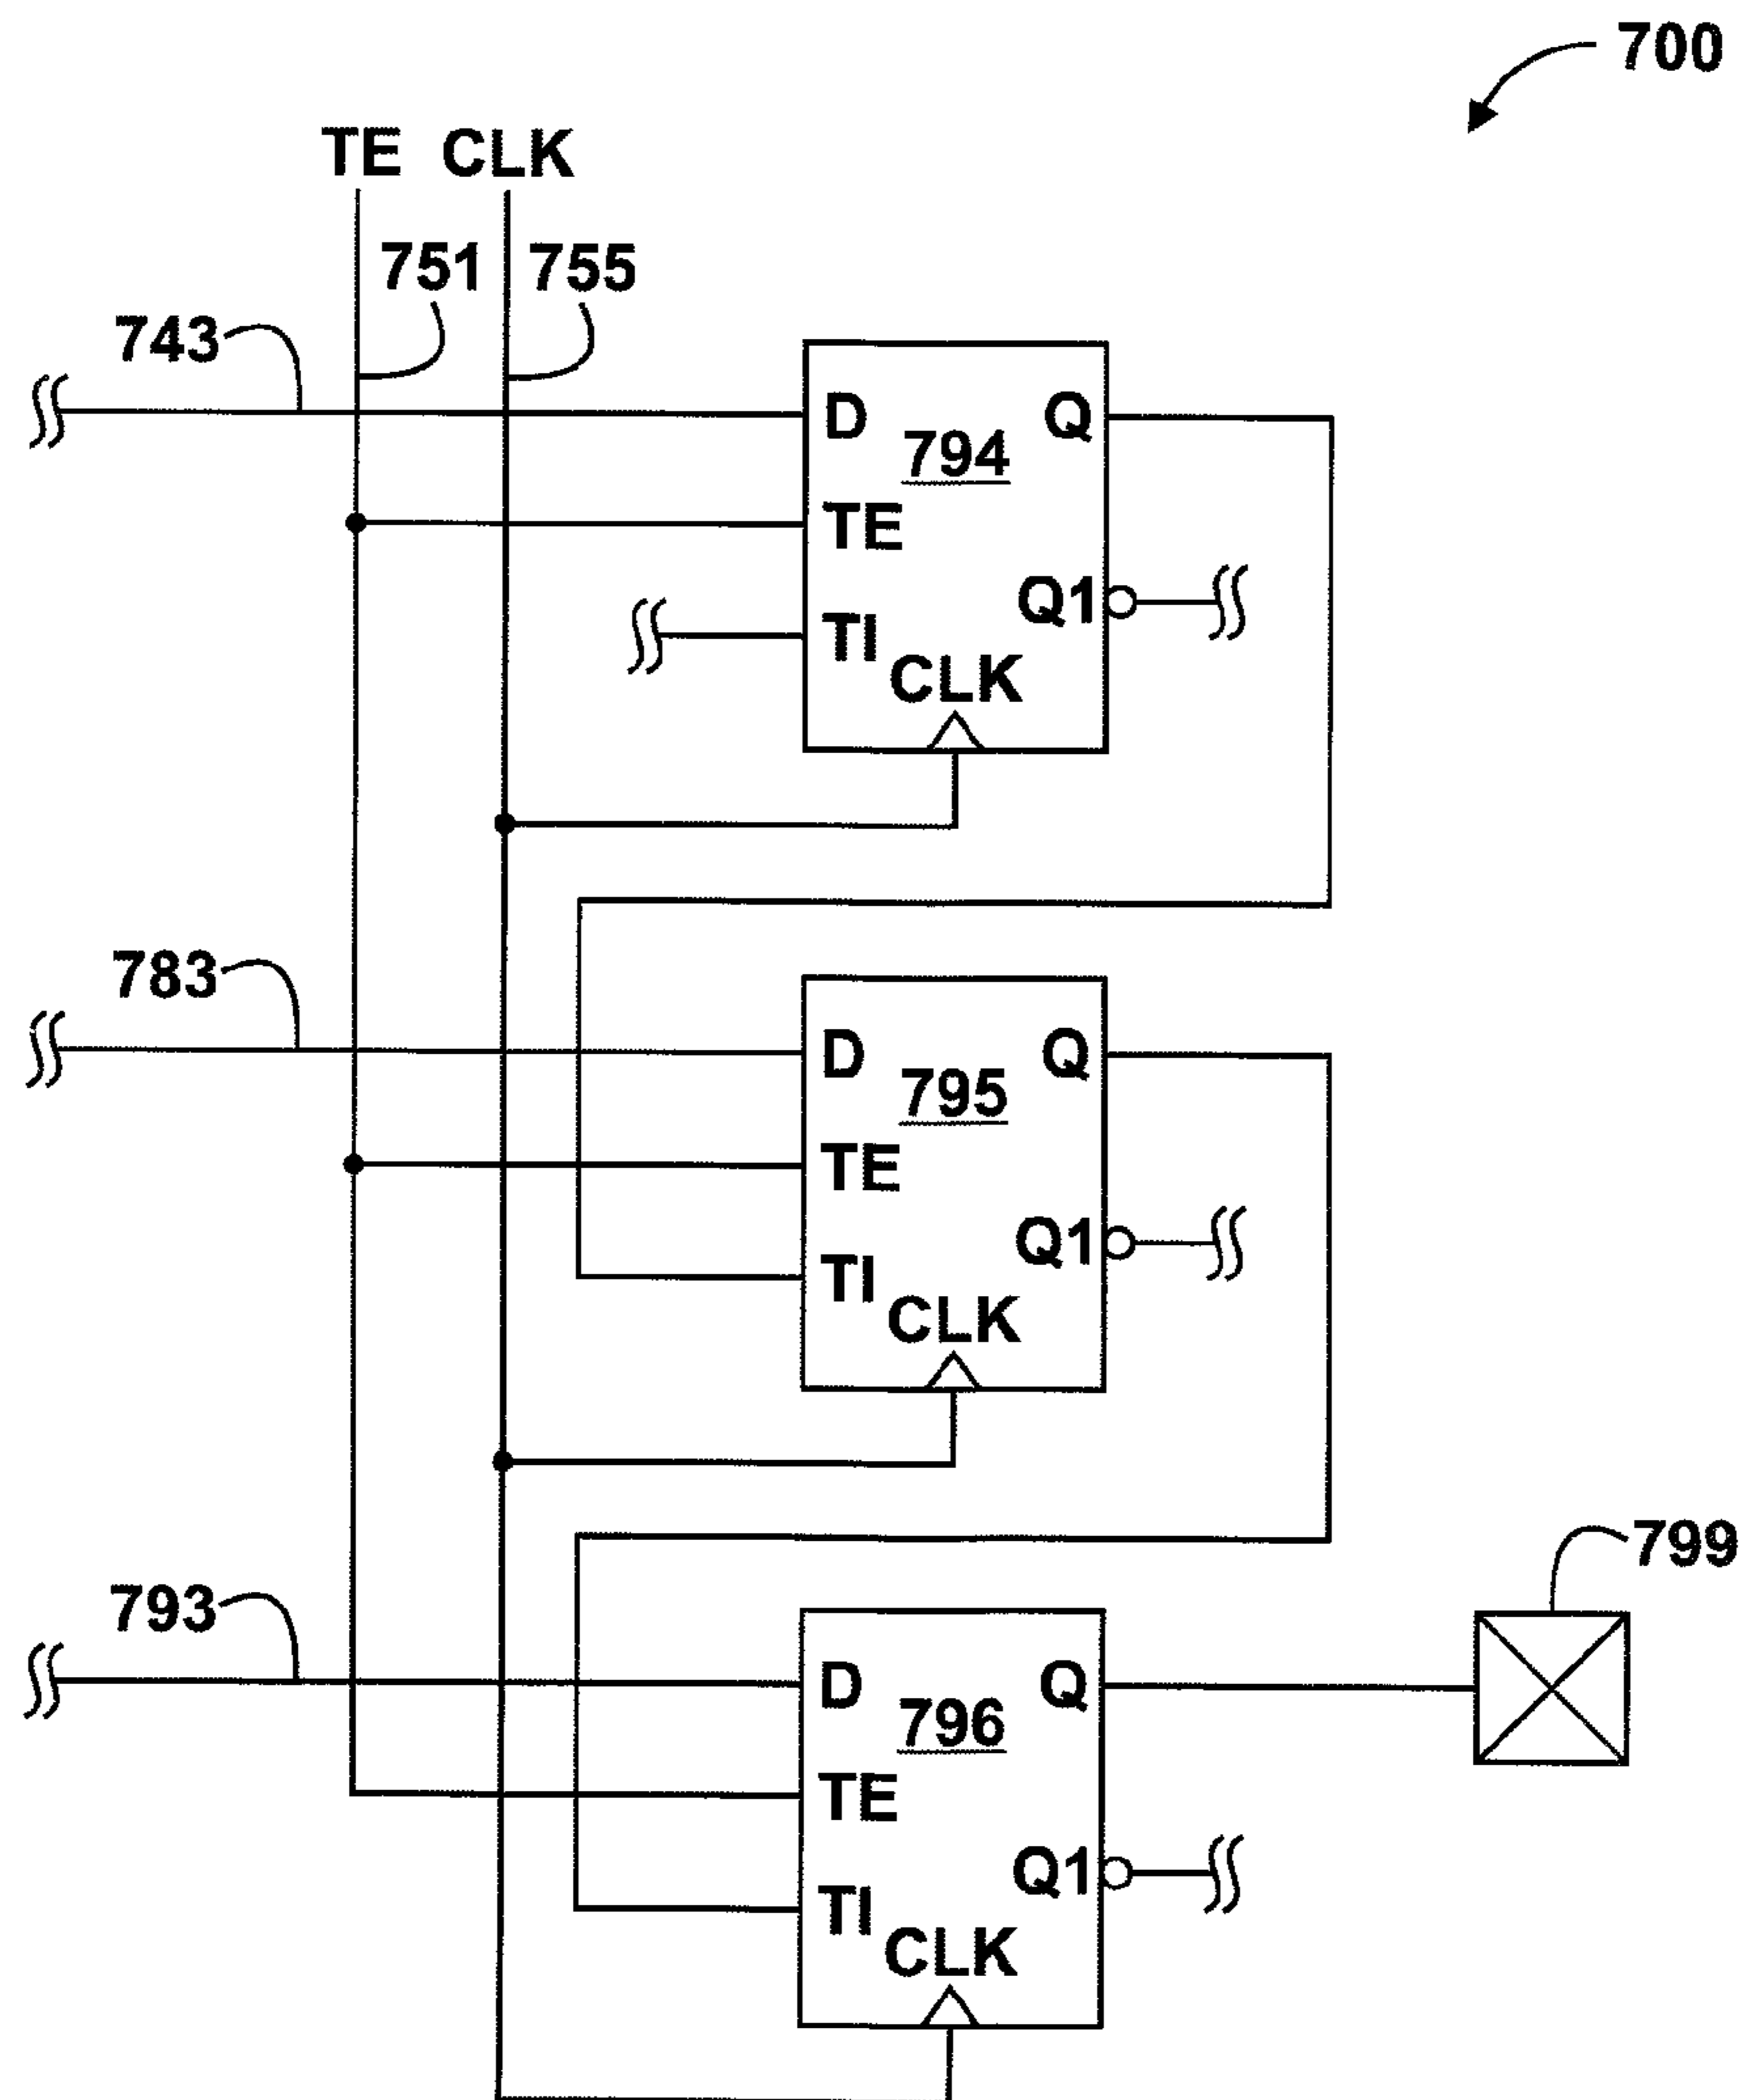 700
TE CLK
751 755
743
D Q
794
TE
Q1
TI
CLK
783
D Q
795
TE
Q1
TI
CLK
799
793
D Q
796
TE
Q1
TI
CLK